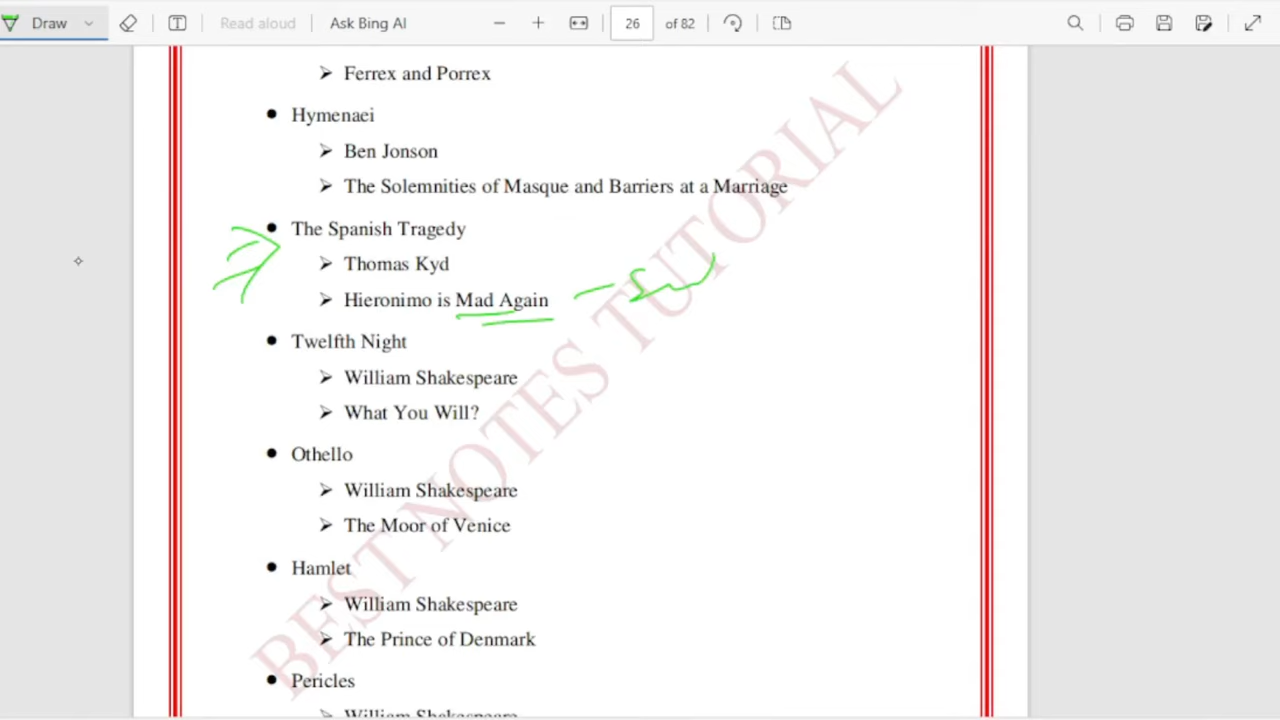 Draw Read aloud Ask Bing AI 26 of 82
Ferrex and Porrex
Hymenaei
Ben Jonson
The Solemnities of Masque and Barriers at a Marriage
The Spanish Tragedy
Thomas Kyd
Hieronimo is Mad Again
Twelfth Night
William Shakespeare
What You Will?
Othello
William Shakespeare
The Moor of Venice
Hamlet
William Shakespeare
The Prince of Denmark
Pericles
William Shakespeare
BEST NOTES TUTORIAL